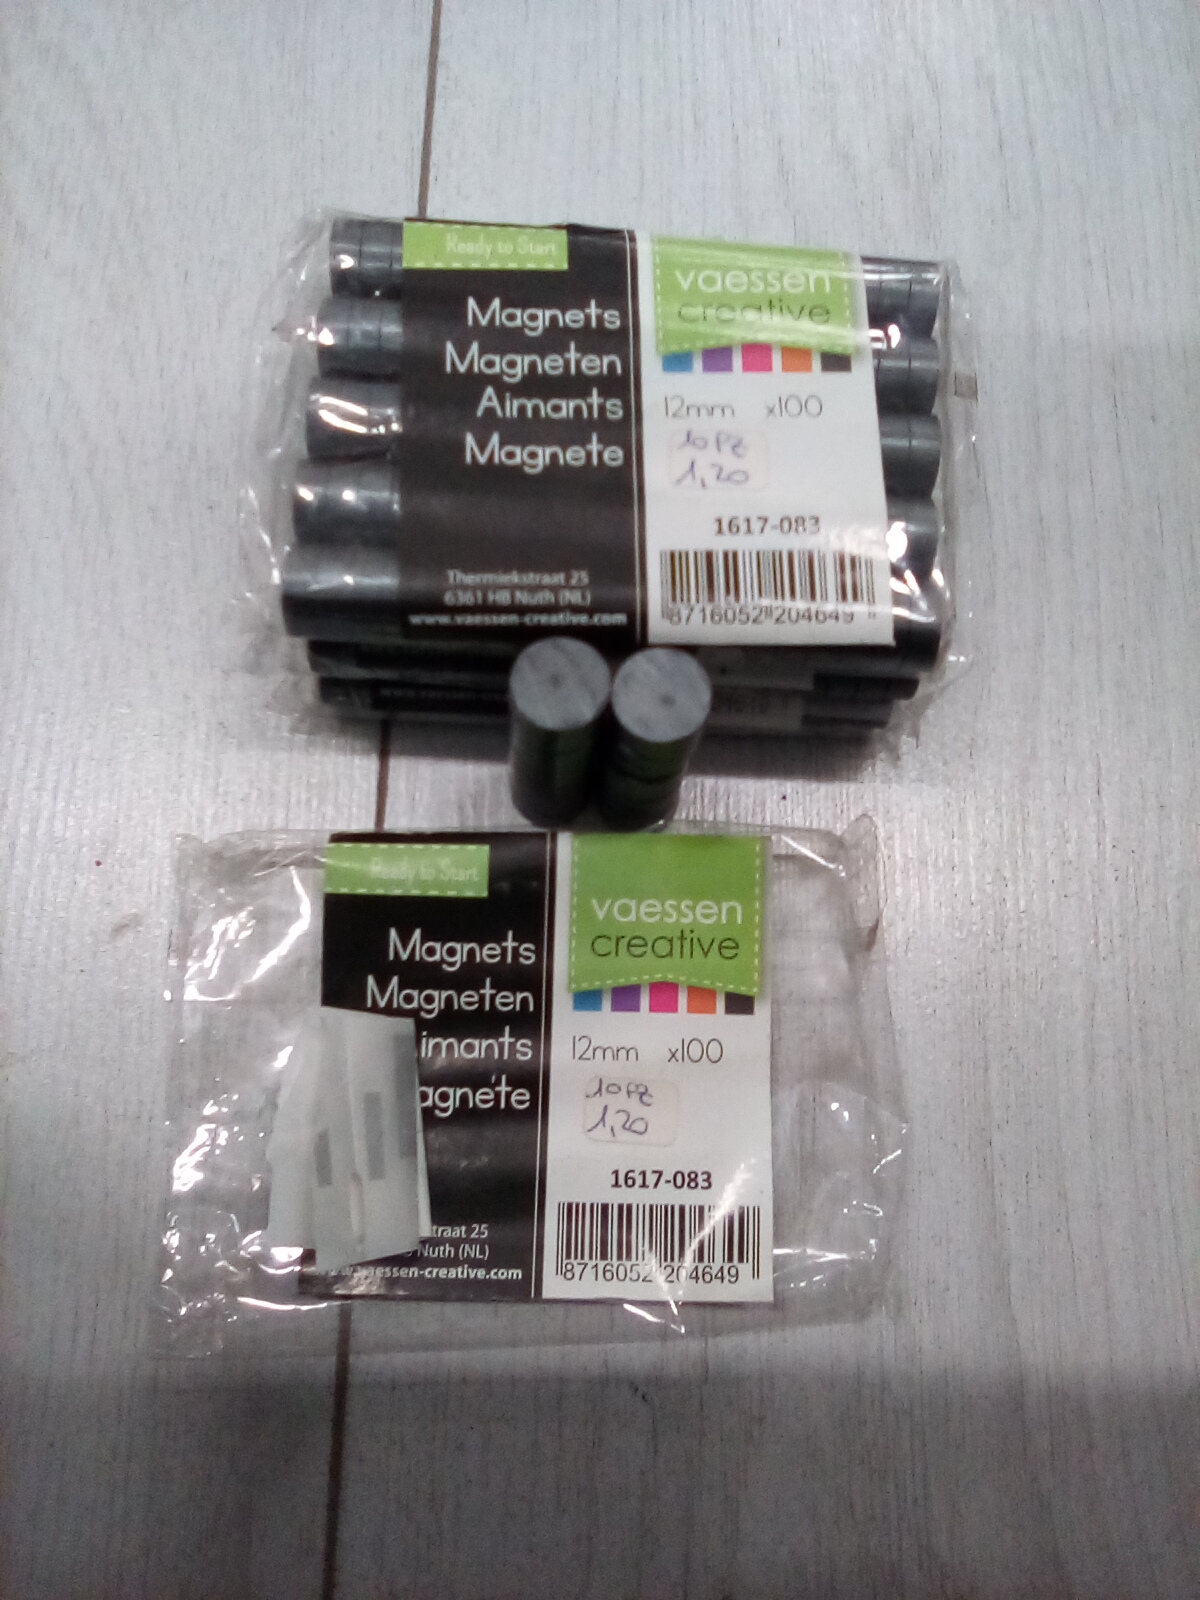 Ready to Start
Magnets
Magneten
Aimants
Magnete
Thermiekstraat 25
6361 HB Nuth (NL)
www.vaessen-creative.com
vaessen
creative
12mm x100
10 PZ
1,20
1617-083
8716052 204649
Ready to Start
Magnets
Magneten
imants
agnete
traat 25
Nuth (NL)
www.vaessen-creative.com
vaessen
creative
12mm x100
10 PZ
1,20
1617-083
8716052 204649